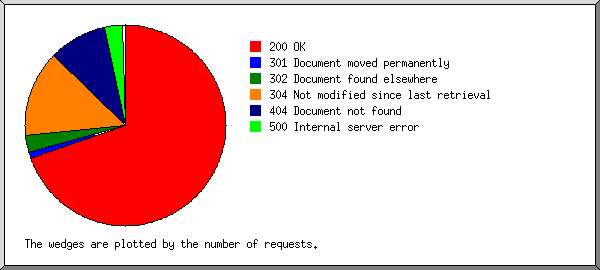 200 OK
301 Document moved permanently
302 Document found elsewhere
304 Not modified since last retrieval
404 Document not found
500 Internal server error
The wedges are plotted by the number of requests.